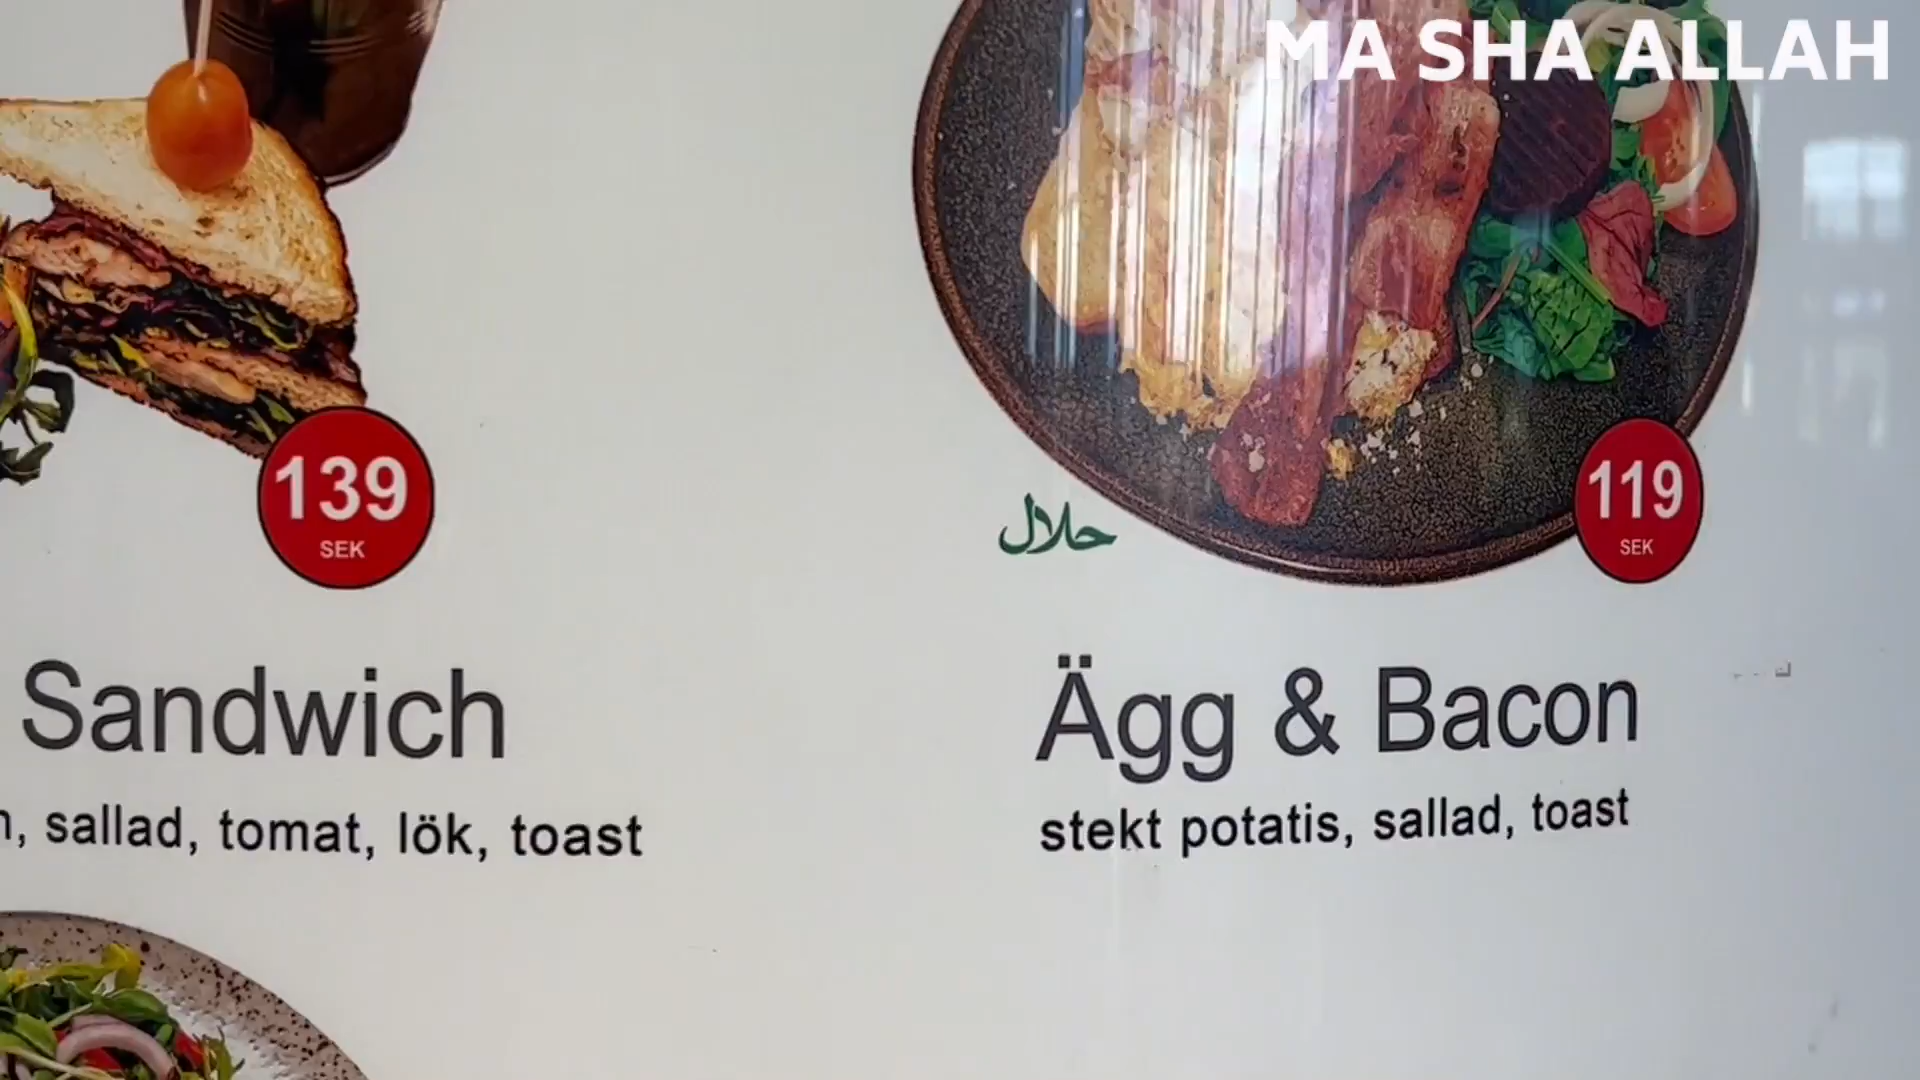 MA SHA ALLAH
139
SEK
119
SEK
حلال
Sandwich
, sallad, tomat, lök, toast
Ägg & Bacon
stekt potatis, sallad, toast